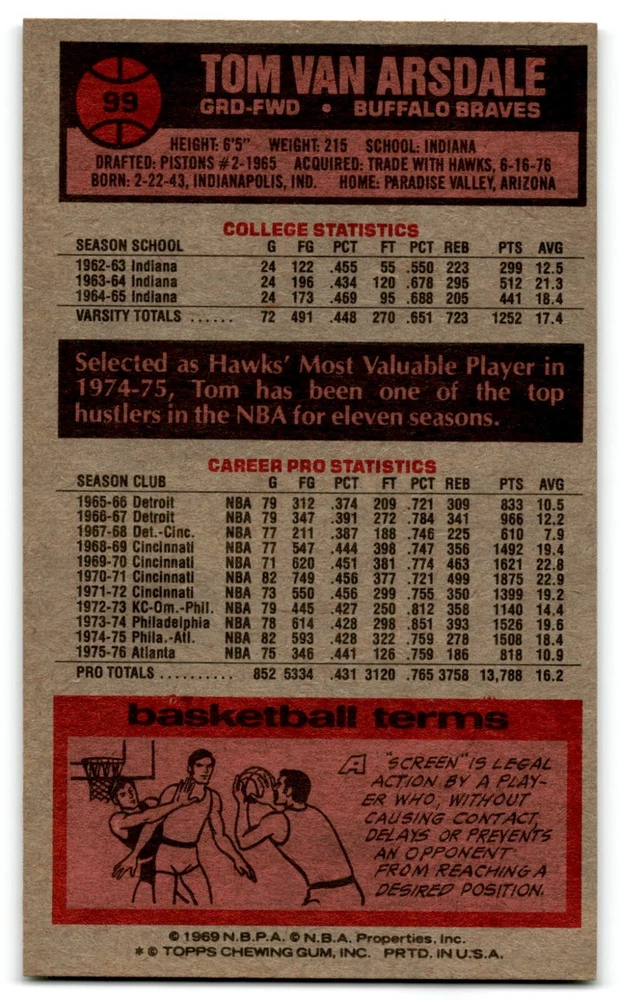 99
TOM VAN ARSDALE
GRD-FWD • BUFFALO BRAVES
HEIGHT: 6'5" WEIGHT: 215 SCHOOL: INDIANA
DRAFTED: PISTONS #2-1965 ACQUIRED: TRADE WITH HAWKS, 6-16-76
BORN: 2-22-43, INDIANAPOLIS, IND. HOME: PARADISE VALLEY, ARIZONA
COLLEGE STATISTICS
SEASON SCHOOL G FG PCT FT PCT REB PTS AVG
1962-63 Indiana 24 122 .455 55 .550 223 299 12.5
1963-64 Indiana 24 196 .434 120 .678 295 512 21.3
1964-65 Indiana 24 173 .469 95 .688 205 441 18.4
VARSITY TOTALS ...... 72 491 .448 270 .651 723 1252 17.4
Selected as Hawks' Most Valuable Player in
1974-75, Tom has been one of the top
hustlers in the NBA for eleven seasons.
CAREER PRO STATISTICS
SEASON CLUB G FG PCT FT PCT REB PTS AVG
1965-66 Detroit NBA 79 312 .374 209 .721 309 833 10.5
1966-67 Detroit NBA 79 347 .391 272 .784 341 966 12.2
1967-68 Det.-Cinc. NBA 77 211 .387 188 .746 225 610 7.9
1968-69 Cincinnati NBA 77 547 .444 398 .747 356 1492 19.4
1969-70 Cincinnati NBA 71 620 .451 381 .774 463 1621 22.8
1970-71 Cincinnati NBA 82 749 .456 377 .721 499 1875 22.9
1971-72 Cincinnati NBA 73 550 .456 299 .755 350 1399 19.2
1972-73 KC-Om.-Phil. NBA 79 445 .427 250 .812 358 1140 14.4
1973-74 Philadelphia NBA 78 614 .428 298 .851 393 1526 19.6
1974-75 Phila.-Atl. NBA 82 593 .428 322 .759 278 1508 18.4
1975-76 Atlanta NBA 75 346 .441 126 .759 186 818 10.9
PRO TOTALS .......... 852 5334 .431 3120 .765 3758 13,788 16.2
basketball terms
A "SCREEN" IS LEGAL
ACTION BY A PLAY-
ER WHO, WITHOUT
CAUSING CONTACT,
DELAYS OR PREVENTS
AN OPPONENT
FROM REACHING A
DESIRED POSITION.
© 1969 N.B.P.A. © N.B.A. Properties, Inc.
* © TOPPS CHEWING GUM, INC. PRTD. IN U.S.A.